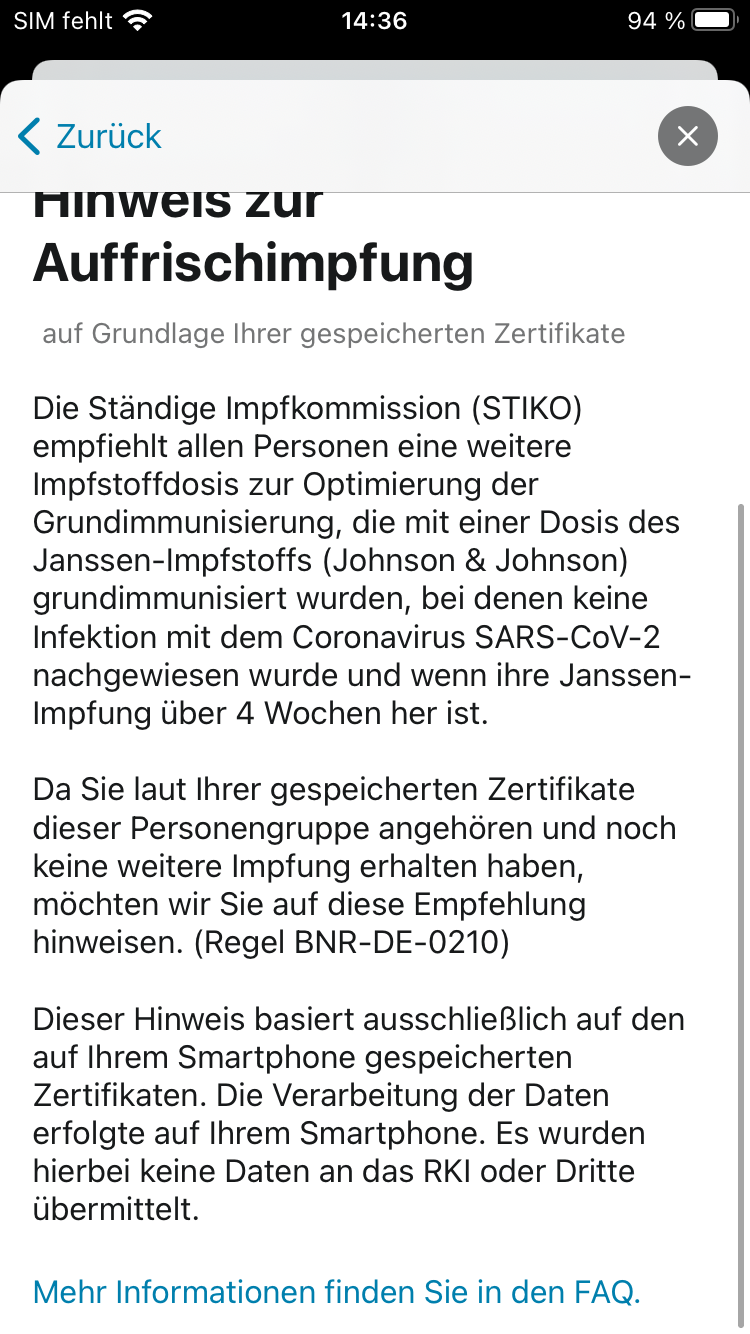 SIM fehlt 14:36 94 %
Zurück
Hinweis zur
Auffrischimpfung
auf Grundlage Ihrer gespeicherten Zertifikate
Die Ständige Impfkommission (STIKO)
empfiehlt allen Personen eine weitere
Impfstoffdosis zur Optimierung der
Grundimmunisierung, die mit einer Dosis des
Janssen-Impfstoffs (Johnson & Johnson)
grundimmunisiert wurden, bei denen keine
Infektion mit dem Coronavirus SARS-CoV-2
nachgewiesen wurde und wenn ihre Janssen-
Impfung über 4 Wochen her ist.
Da Sie laut Ihrer gespeicherten Zertifikate
dieser Personengruppe angehören und noch
keine weitere Impfung erhalten haben,
möchten wir Sie auf diese Empfehlung
hinweisen. (Regel BNR-DE-0210)
Dieser Hinweis basiert ausschließlich auf den
auf Ihrem Smartphone gespeicherten
Zertifikaten. Die Verarbeitung der Daten
erfolgte auf Ihrem Smartphone. Es wurden
hierbei keine Daten an das RKI oder Dritte
übermittelt.
Mehr Informationen finden Sie in den FAQ.